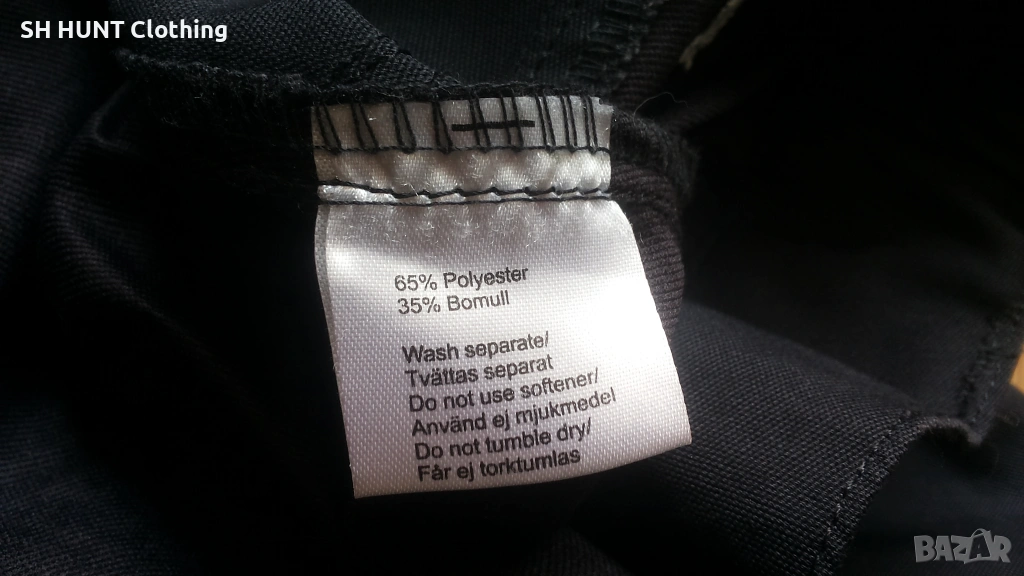 SH HUNT Clothing
65% Polyester
35% Bomull
Wash separate/
Tvättas separat
Do not use softener/
Använd ej mjukmedel
Do not tumble dry/
Får ej torktumlas
BAZAR